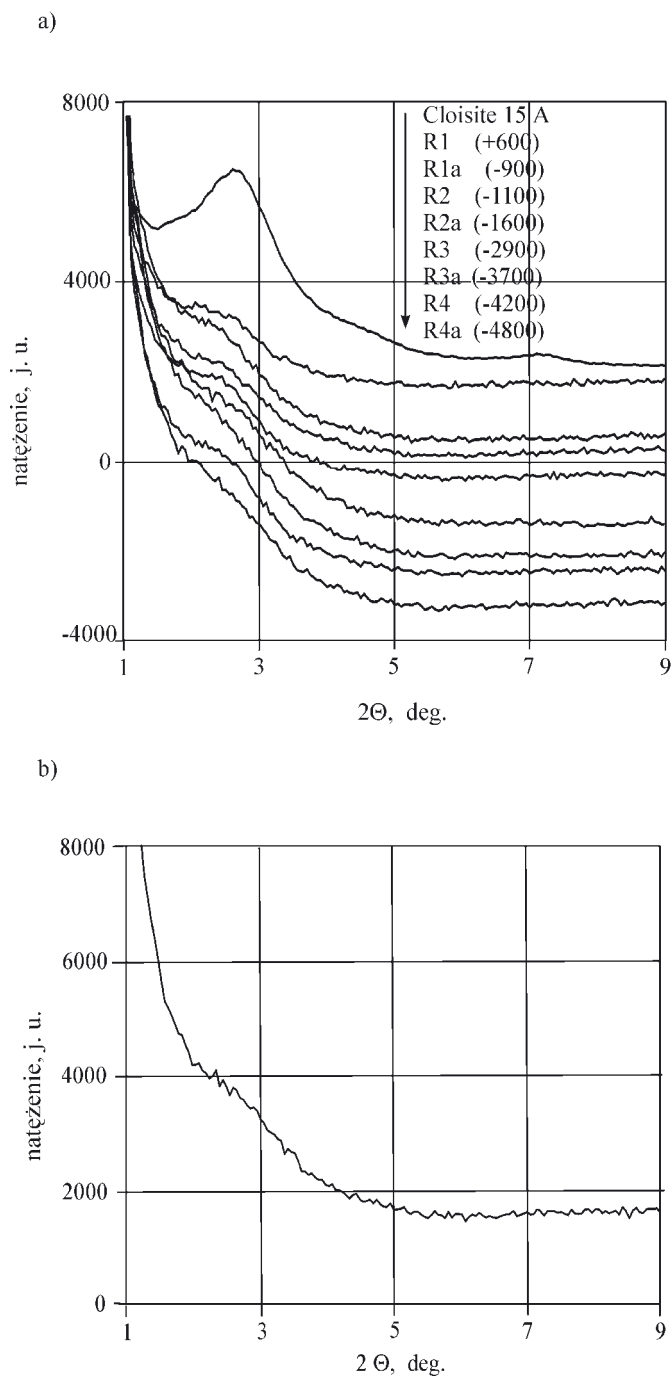 a)
8000
4000
0
-4000
natężenie, j. u.
Cloisite 15 A
R1 (+600)
R1a (-900)
R2 (-1100)
R2a (-1600)
R3 (-2900)
R3a (-3700)
R4 (-4200)
R4a (-4800)
1 3 5 7 9
2Θ, deg.
b)
8000
6000
4000
2000
0
natężenie, j. u.
1 3 5 7 9
2 Θ, deg.